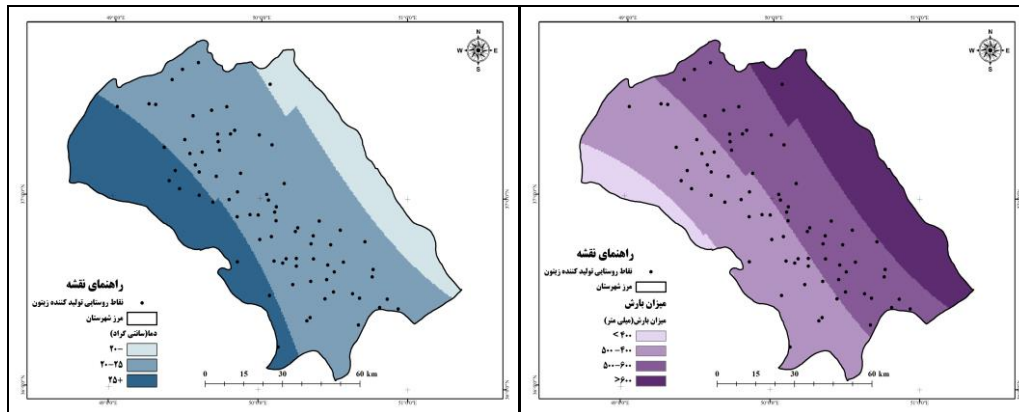 N
W E
S
راهنمای نقشه
نقاط روستایی تولید کننده زیتون
مرز شهرستان
دما(سانتی گراد)
۲۰-
۲۰-۲۵
۲۵+
0 15 30 60 km
N
W E
S
راهنمای نقشه
نقاط روستایی تولید کننده زیتون
مرز شهرستان
میزان بارش
میزان بارش(میلی متر)
< ۴۰۰
۵۰۰-۴۰۰
۵۰۰-۶۰۰
۶۰۰<
0 15 30 60 km